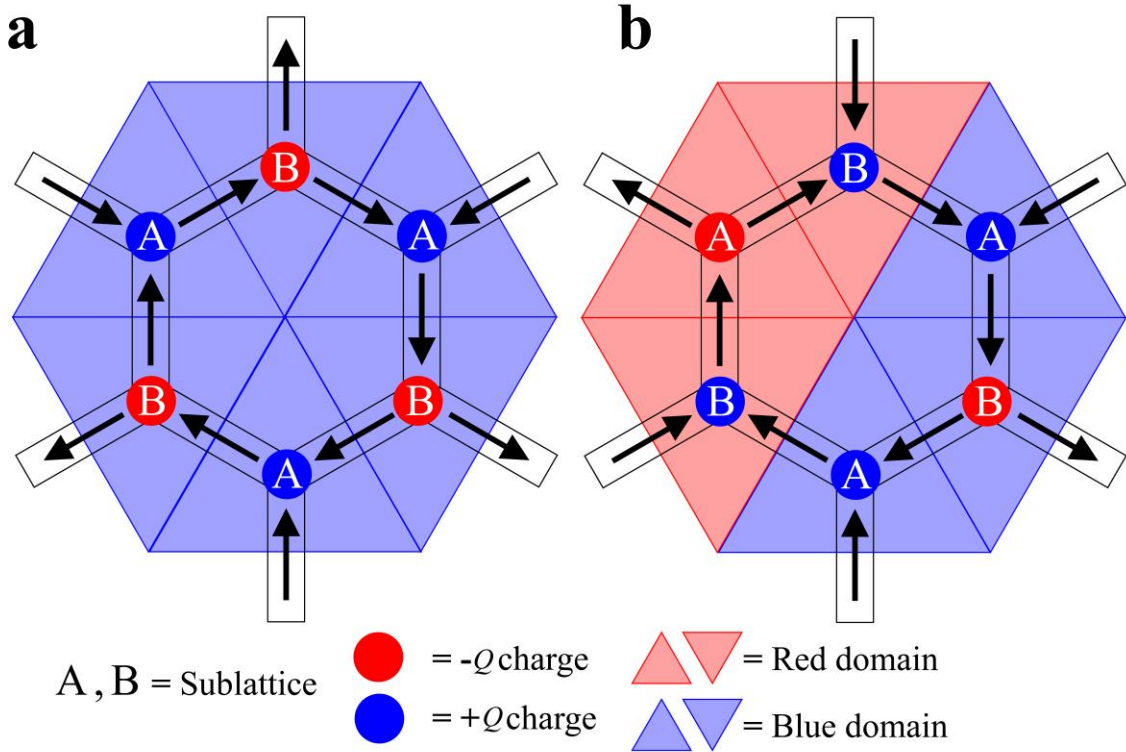 a
b
B
B
A
A
A
A
B
B
B
B
A
A
A , B = Sublattice
= -Q charge
= +Q charge
= Red domain
= Blue domain